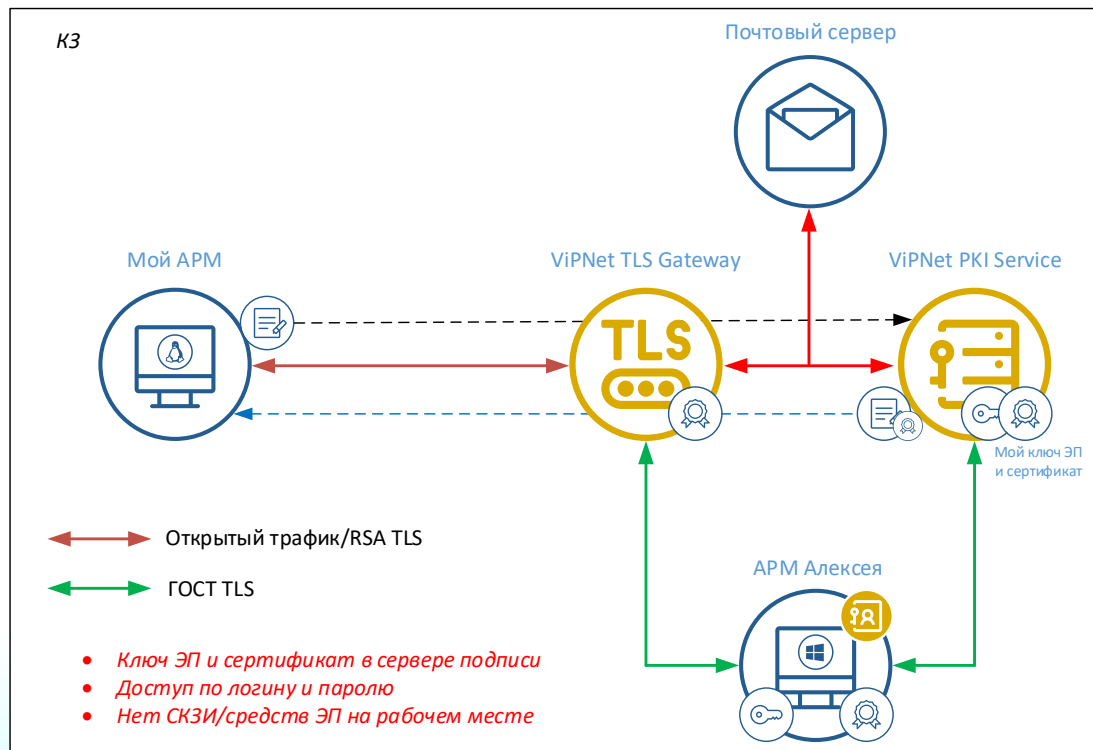 КЗ
Почтовый сервер
Мой АРМ
ViPNet TLS Gateway
ViPNet PKI Service
TLS
Мой ключ ЭП
и сертификат
Открытый трафик/RSA TLS
ГОСТ TLS
АРМ Алексея
• Ключ ЭП и сертификат в сервере подписи
• Доступ по логину и паролю
• Нет СКЗИ/средств ЭП на рабочем месте